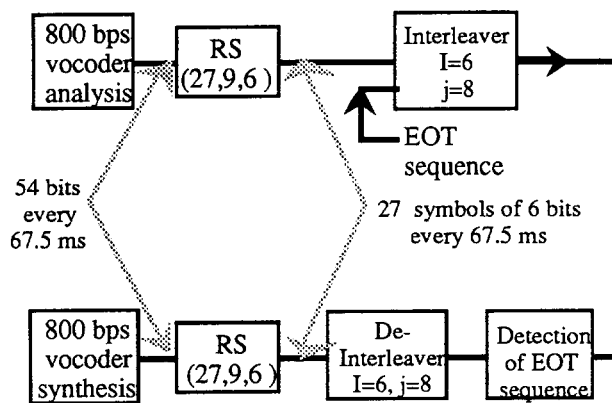 800 bps
vocoder
analysis
RS
(27,9,6 )
Interleaver
I=6
j=8
EOT
sequence
54 bits
every
67.5 ms
27 symbols of 6 bits
every 67.5 ms
800 bps
vocoder
synthesis
RS
(27,9,6 )
De-
Interleaver
I=6, j=8
Detection
of EOT
sequence